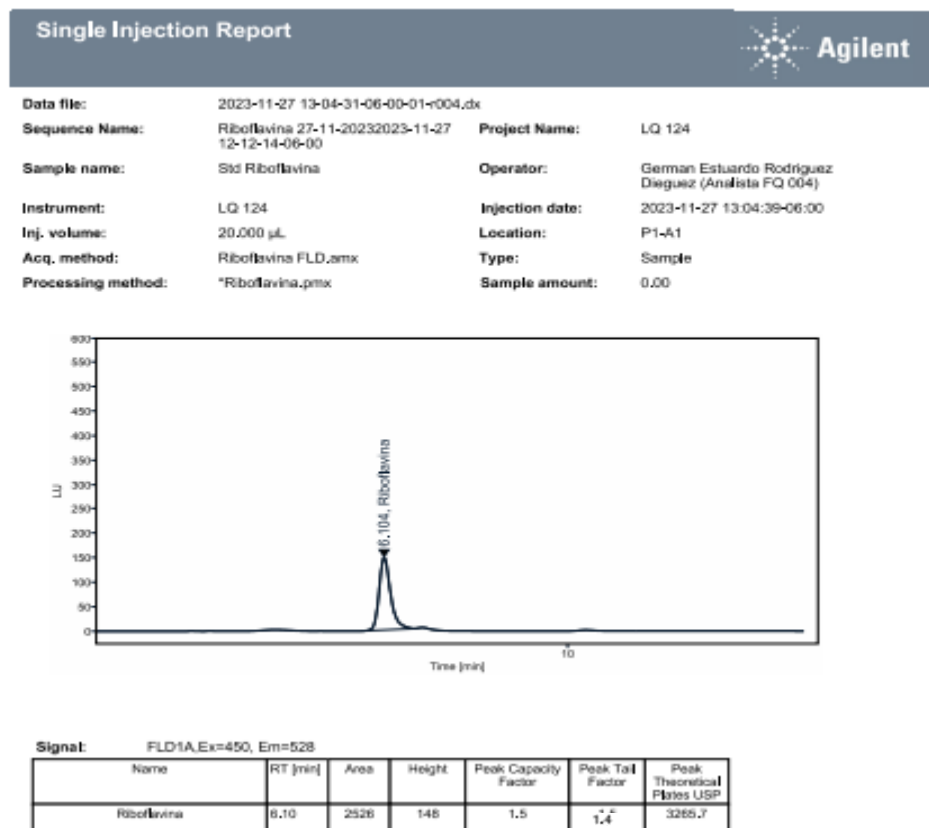 Single Injection Report
Agilent
Data file: 2023-11-27 13-04-31-06-00-01-r004.dx
Sequence Name: Riboflavina 27-11-20232023-11-27 Project Name: LQ 124
12-12-14-06-00
Sample name: Std Riboflavina Operator: German Estuardo Rodriguez
Dieguez (Analista FQ 004)
Instrument: LQ 124 Injection date: 2023-11-27 13:04:39-06:00
Inj. volume: 20.000 µL Location: P1-A1
Acq. method: Riboflavina FLD.amx Type: Sample
Processing method: *Riboflavina.pmx Sample amount: 0.00
600
550
500
450
400
350
300
250
200
150
100
50
0
LU
6.104, Riboflavina
10
Time [min]
Signal: FLD1A,Ex=450, Em=528
Name RT [min] Area Height Peak Capacity Peak Tail Peak
Factor Factor Theoretical
Plates USP
Riboflavina 6.10 2526 148 1.5 1.4 3265.7